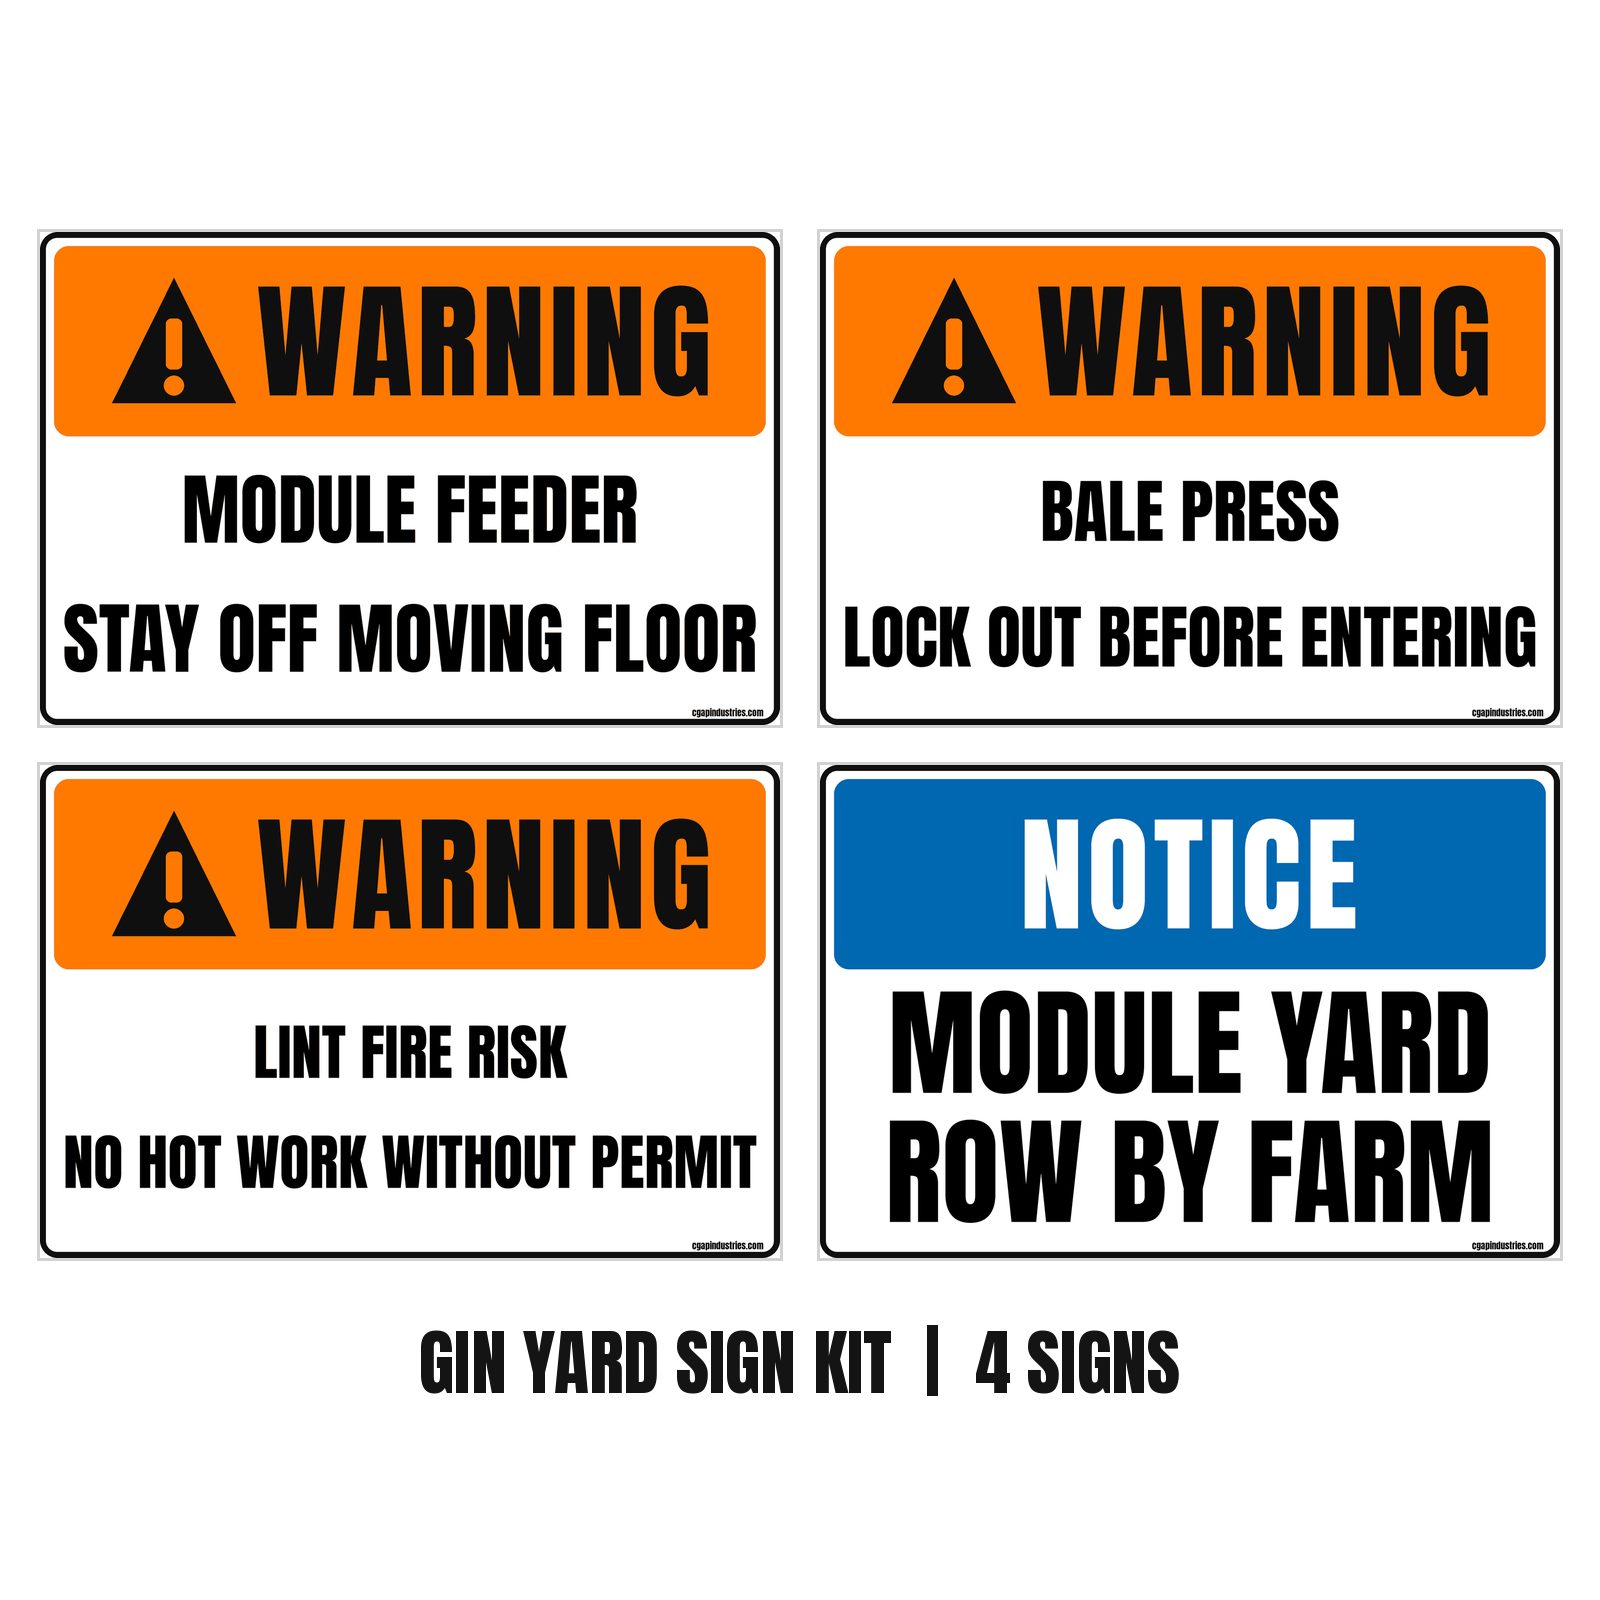 WARNING
MODULE FEEDER
STAY OFF MOVING FLOOR
cgapindustries.com
WARNING
BALE PRESS
LOCK OUT BEFORE ENTERING
cgapindustries.com
WARNING
LINT FIRE RISK
NO HOT WORK WITHOUT PERMIT
cgapindustries.com
NOTICE
MODULE YARD
ROW BY FARM
cgapindustries.com
GIN YARD SIGN KIT | 4 SIGNS